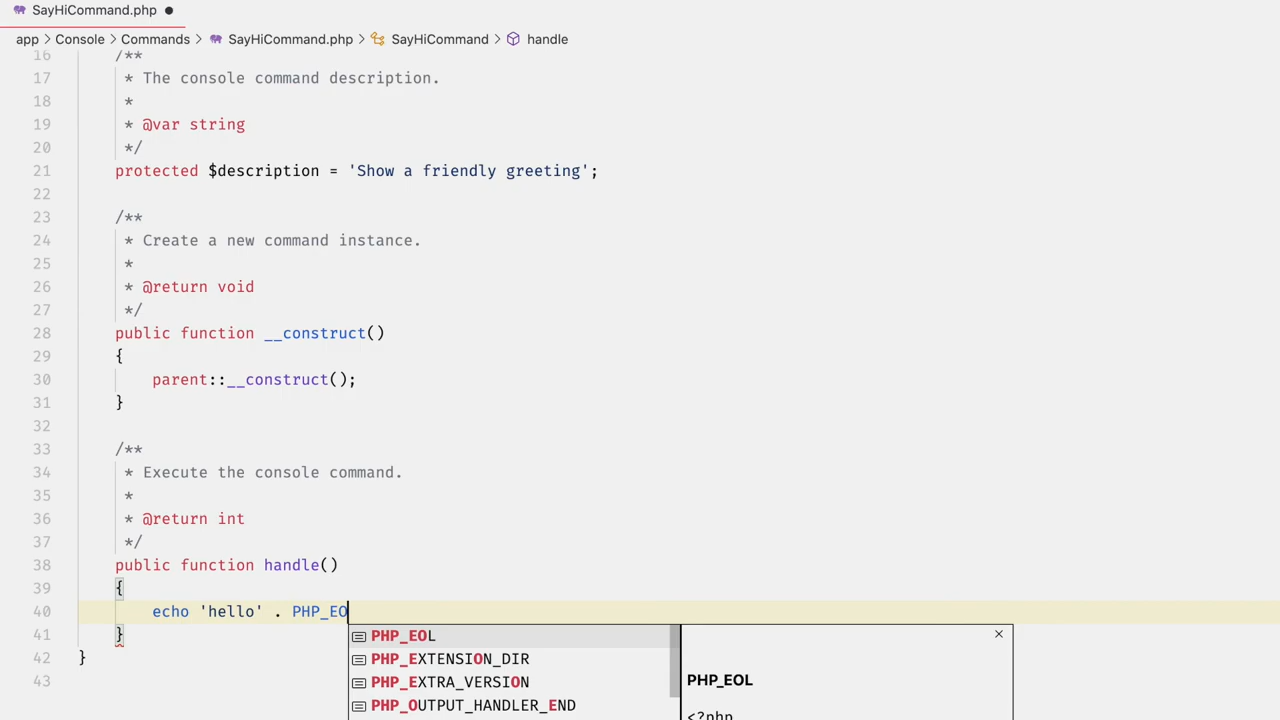 SayHiCommand.php ●
app > Console > Commands > SayHiCommand.php > SayHiCommand > handle
16 /**
17 * The console command description.
18 *
19 * @var string
20 */
21 protected $description = 'Show a friendly greeting';
22
23 /**
24 * Create a new command instance.
25 *
26 * @return void
27 */
28 public function __construct()
29 {
30 parent::__construct();
31 }
32
33 /**
34 * Execute the console command.
35 *
36 * @return int
37 */
38 public function handle()
39 {
40 echo 'hello' . PHP_EO
41 }
42 }
43
PHP_EOL
PHP_EXTENSION_DIR
PHP_EXTRA_VERSION
PHP_OUTPUT_HANDLER_END
PHP_EOL
<?php